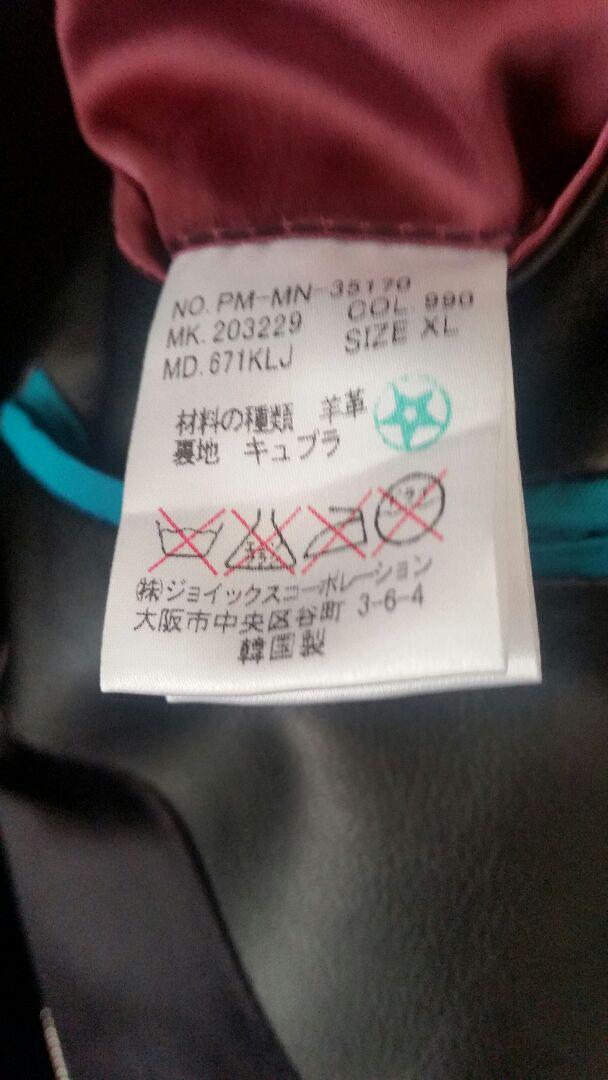 NO. PM-MN-35170
COL. 990
MK. 203229
SIZE XL
MD. 671KLJ
材料の種類 羊革
裏地 キュプラ
㈱ジョイックスコーポレーション
大阪市中央区谷町 3-6-4
韓国製